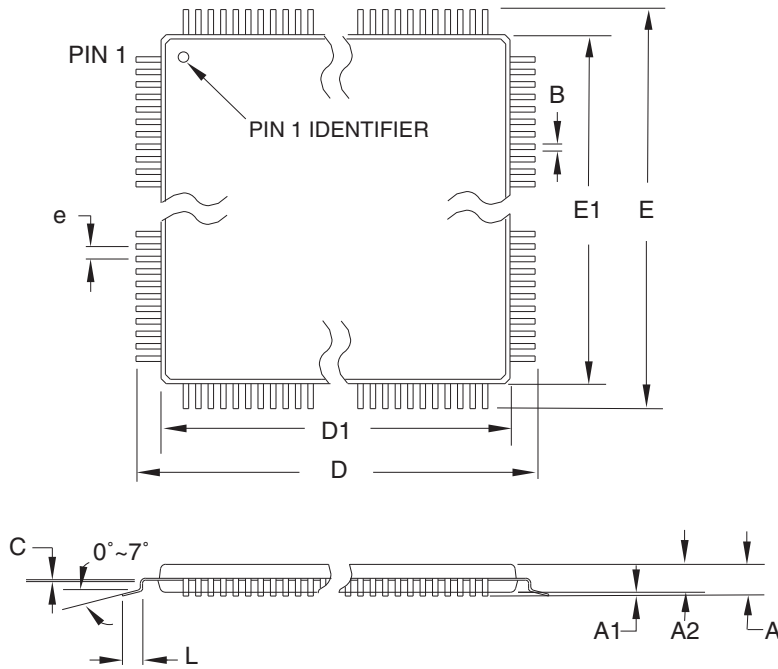 PIN 1
PIN 1 IDENTIFIER
B
e
E1
E
D1
D
C
0°~7°
L
A1
A2
A